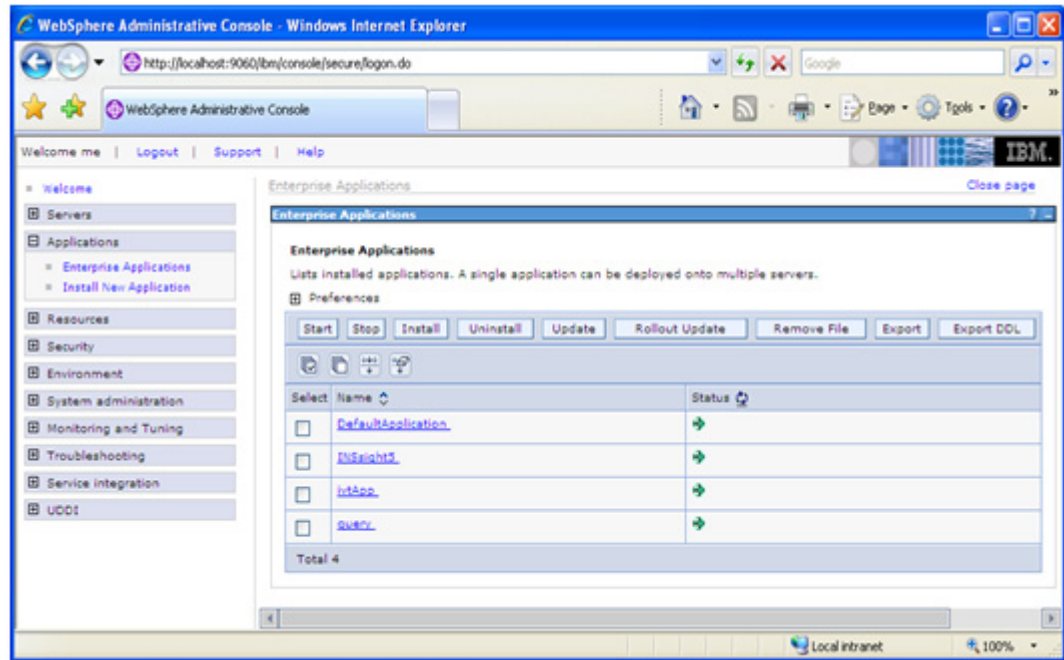 WebSphere Administrative Console - Windows Internet Explorer
http://localhost:9060/ibm/console/secure/logon.do
Google
WebSphere Administrative Console
Page
Tools
Welcome me | Logout | Support | Help
IBM.
Welcome
Servers
Applications
Enterprise Applications
Install New Application
Resources
Security
Environment
System administration
Monitoring and Tuning
Troubleshooting
Service integration
UDDI
Enterprise Applications
Close page
Enterprise Applications
? -
Enterprise Applications
Lists installed applications. A single application can be deployed onto multiple servers.
Preferences
Start Stop Install Uninstall Update Rollout Update Remove File Export Export DDL
Select Name Status
DefaultApplication
INSsight5
ivtApp
query
Total 4
Local intranet
100%